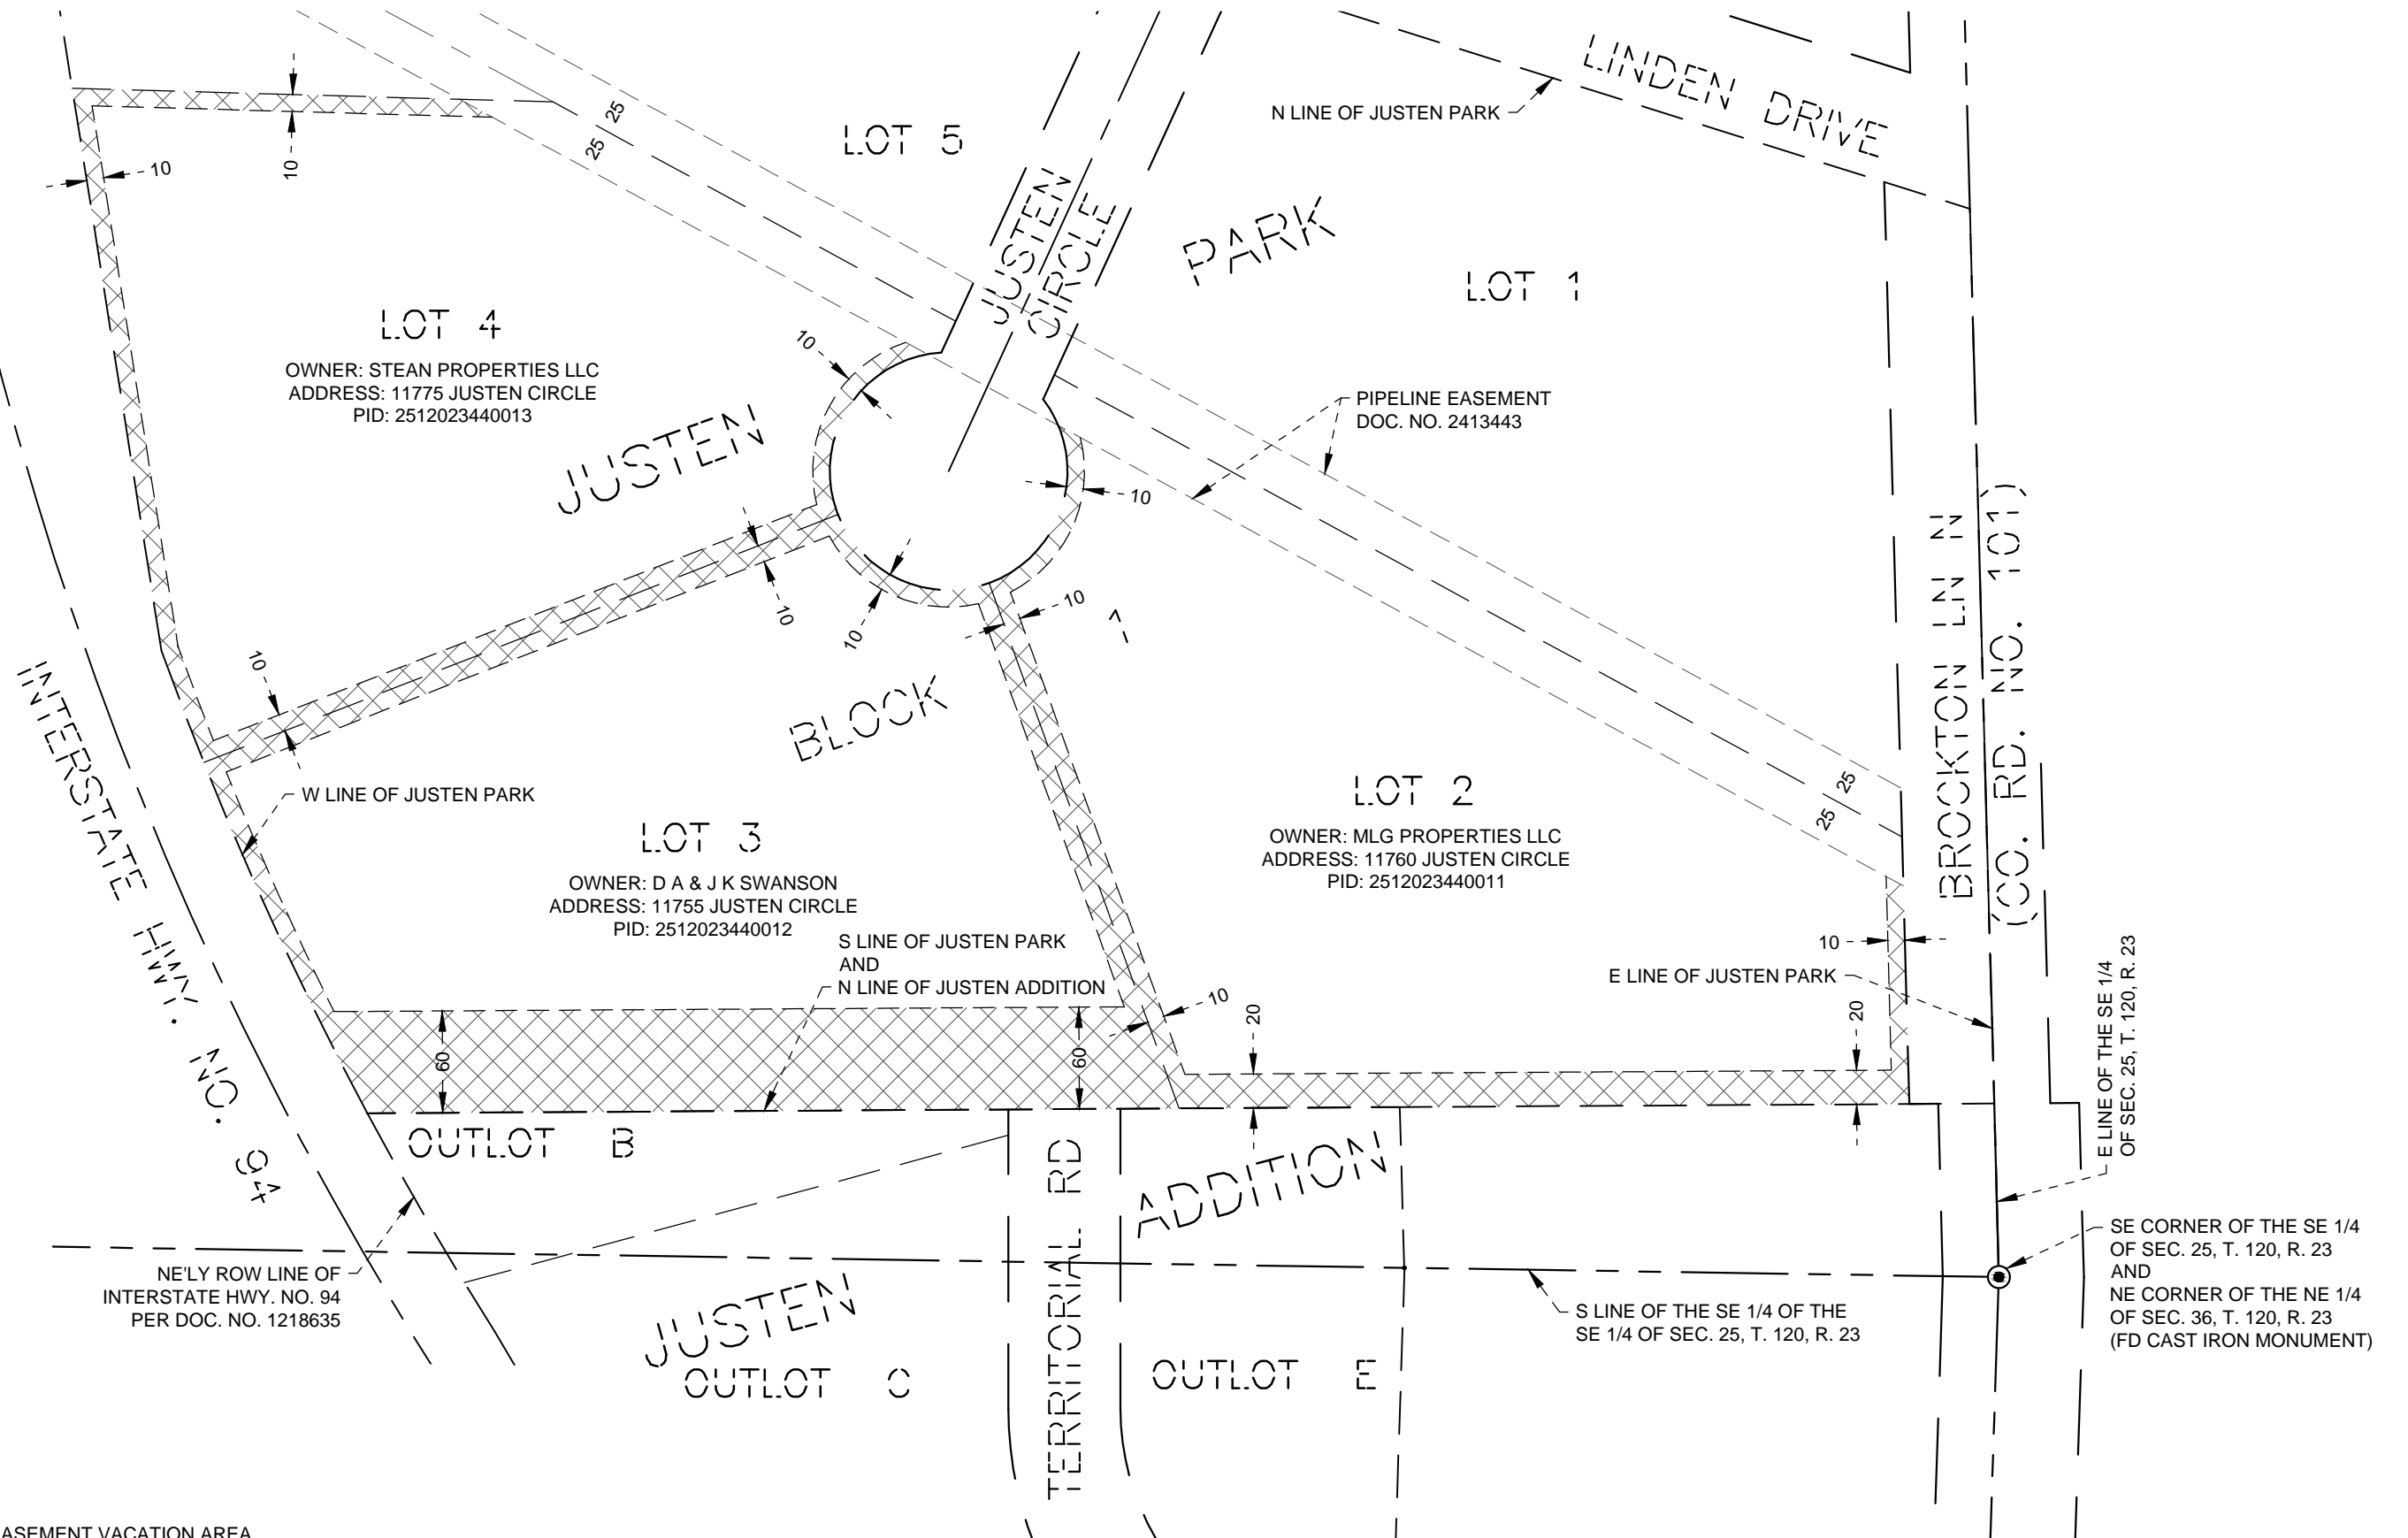 LINDEN DRIVE
N LINE OF JUSTEN PARK
25
25
LOT 5
10
10
10
JUSTEN
CIRCLE
PARK
LOT 1
LOT 4
OWNER: STEAN PROPERTIES LLC
ADDRESS: 11775 JUSTEN CIRCLE
PID: 2512023440013
10
PIPELINE EASEMENT
DOC. NO. 2413443
JUSTEN
10
10
10
10
10
1
BLOCK
BROCKTON LN N
(CO. RD. NO. 101)
INTERSTATE HWY. NO. 94
W LINE OF JUSTEN PARK
LOT 3
OWNER: D A & J K SWANSON
ADDRESS: 11755 JUSTEN CIRCLE
PID: 2512023440012
LOT 2
OWNER: MLG PROPERTIES LLC
ADDRESS: 11760 JUSTEN CIRCLE
PID: 2512023440011
25
25
S LINE OF JUSTEN PARK
AND
N LINE OF JUSTEN ADDITION
10
E LINE OF JUSTEN PARK
E LINE OF THE SE 1/4
OF SEC. 25, T. 120, R. 23
10
20
20
60
60
OUTLOT B
ADDITION
TERRITORIAL RD
NE'LY ROW LINE OF
INTERSTATE HWY. NO. 94
PER DOC. NO. 1218635
SE CORNER OF THE SE 1/4
OF SEC. 25, T. 120, R. 23
AND
NE CORNER OF THE NE 1/4
OF SEC. 36, T. 120, R. 23
(FD CAST IRON MONUMENT)
S LINE OF THE SE 1/4 OF THE
SE 1/4 OF SEC. 25, T. 120, R. 23
JUSTEN
OUTLOT C
OUTLOT E
ASEMENT VACATION AREA